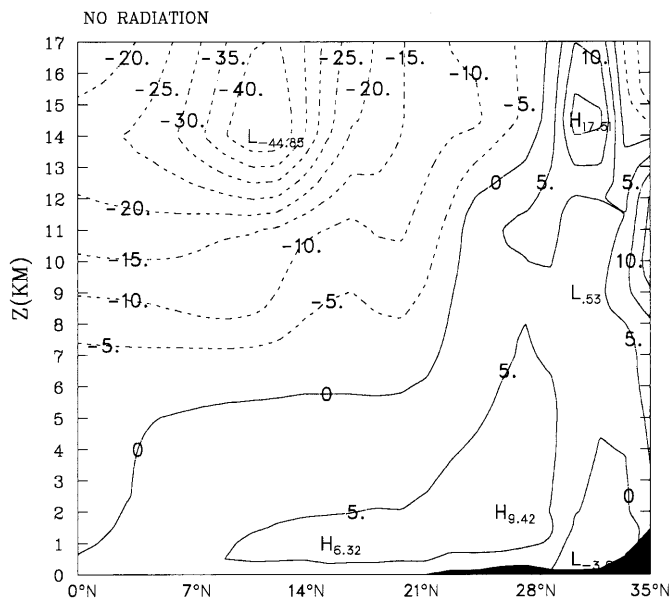 NO RADIATION
17 -20. -35. -25. -15. 10.
16 -25. -40. -20. -10.
15 -30. -5. H17.51
14 L-44.85
13 0 5. 5.
12 -20.
11 -10.
10 -15. 10.
9 -10. -5. L.53
8 -5. 5.
7 5.
6 0
5
4 0
3 0
2 5. H9.42
1 H6.32
0 L-3.
0°N 7°N 14°N 21°N 28°N 35°N
Z(KM)